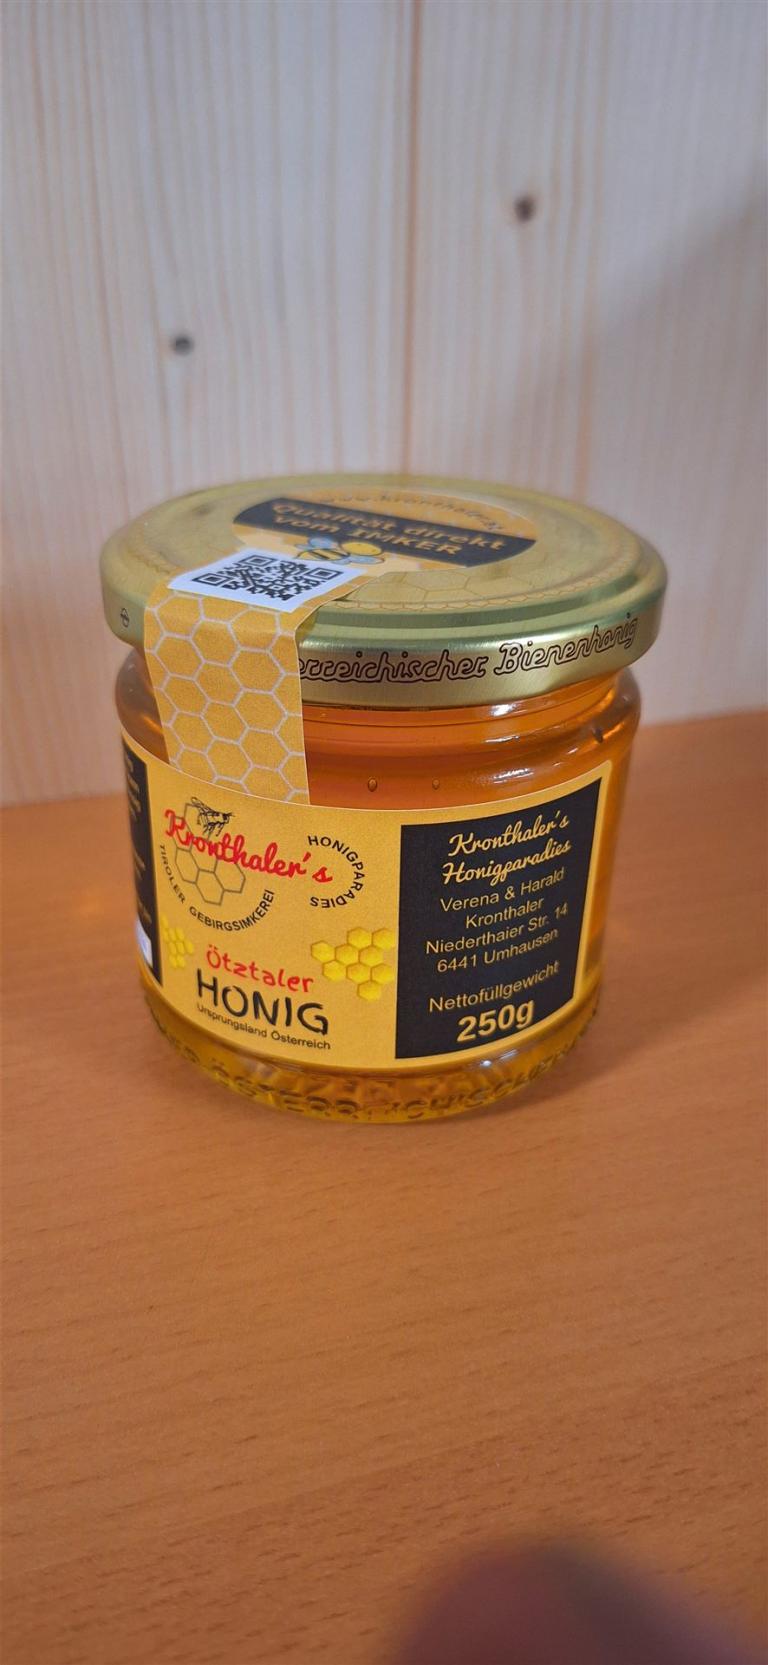 Qualität direkt
vom IMKER
erreichischer Bienenhonig
Kronthaler's
HONIGPARADIES
TIROLER GEBIRGSIMKEREI
Ötztaler
HONIG
Ursprungsland Österreich
Kronthaler's
Honigparadies
Verena & Harald
Kronthaler
Niederthaier Str. 14
6441 Umhausen
Nettofüllgewicht
250g